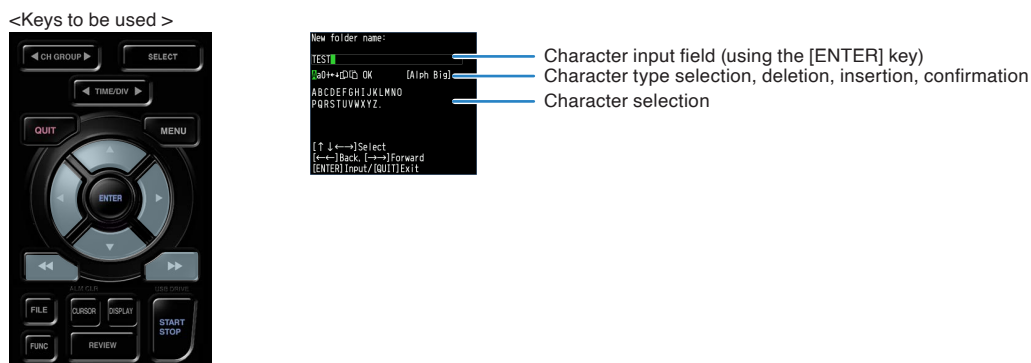 <Keys to be used >
◀ CH GROUP ▶
SELECT
◀ TIME/DIV ▶
QUIT
MENU
ENTER
ALM CLR
USB DRIVE
FILE
CURSOR
DISPLAY
START
STOP
FUNC
REVIEW
New folder name:
TEST
OK [Alph Big]
ABCDEFGHIJKLMNO
PQRSTUVWXYZ.
[↑↓←→]Select
[←←]Back, [→→]Forward
[ENTER]Input/[QUIT]Exit
Character input field (using the [ENTER] key)
Character type selection, deletion, insertion, confirmation
Character selection